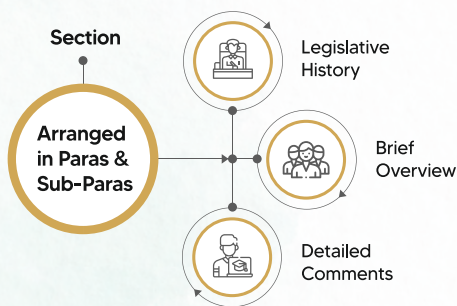 Section
Arranged
in Paras &
Sub-Paras
Legislative
History
Brief
Overview
Detailed
Comments